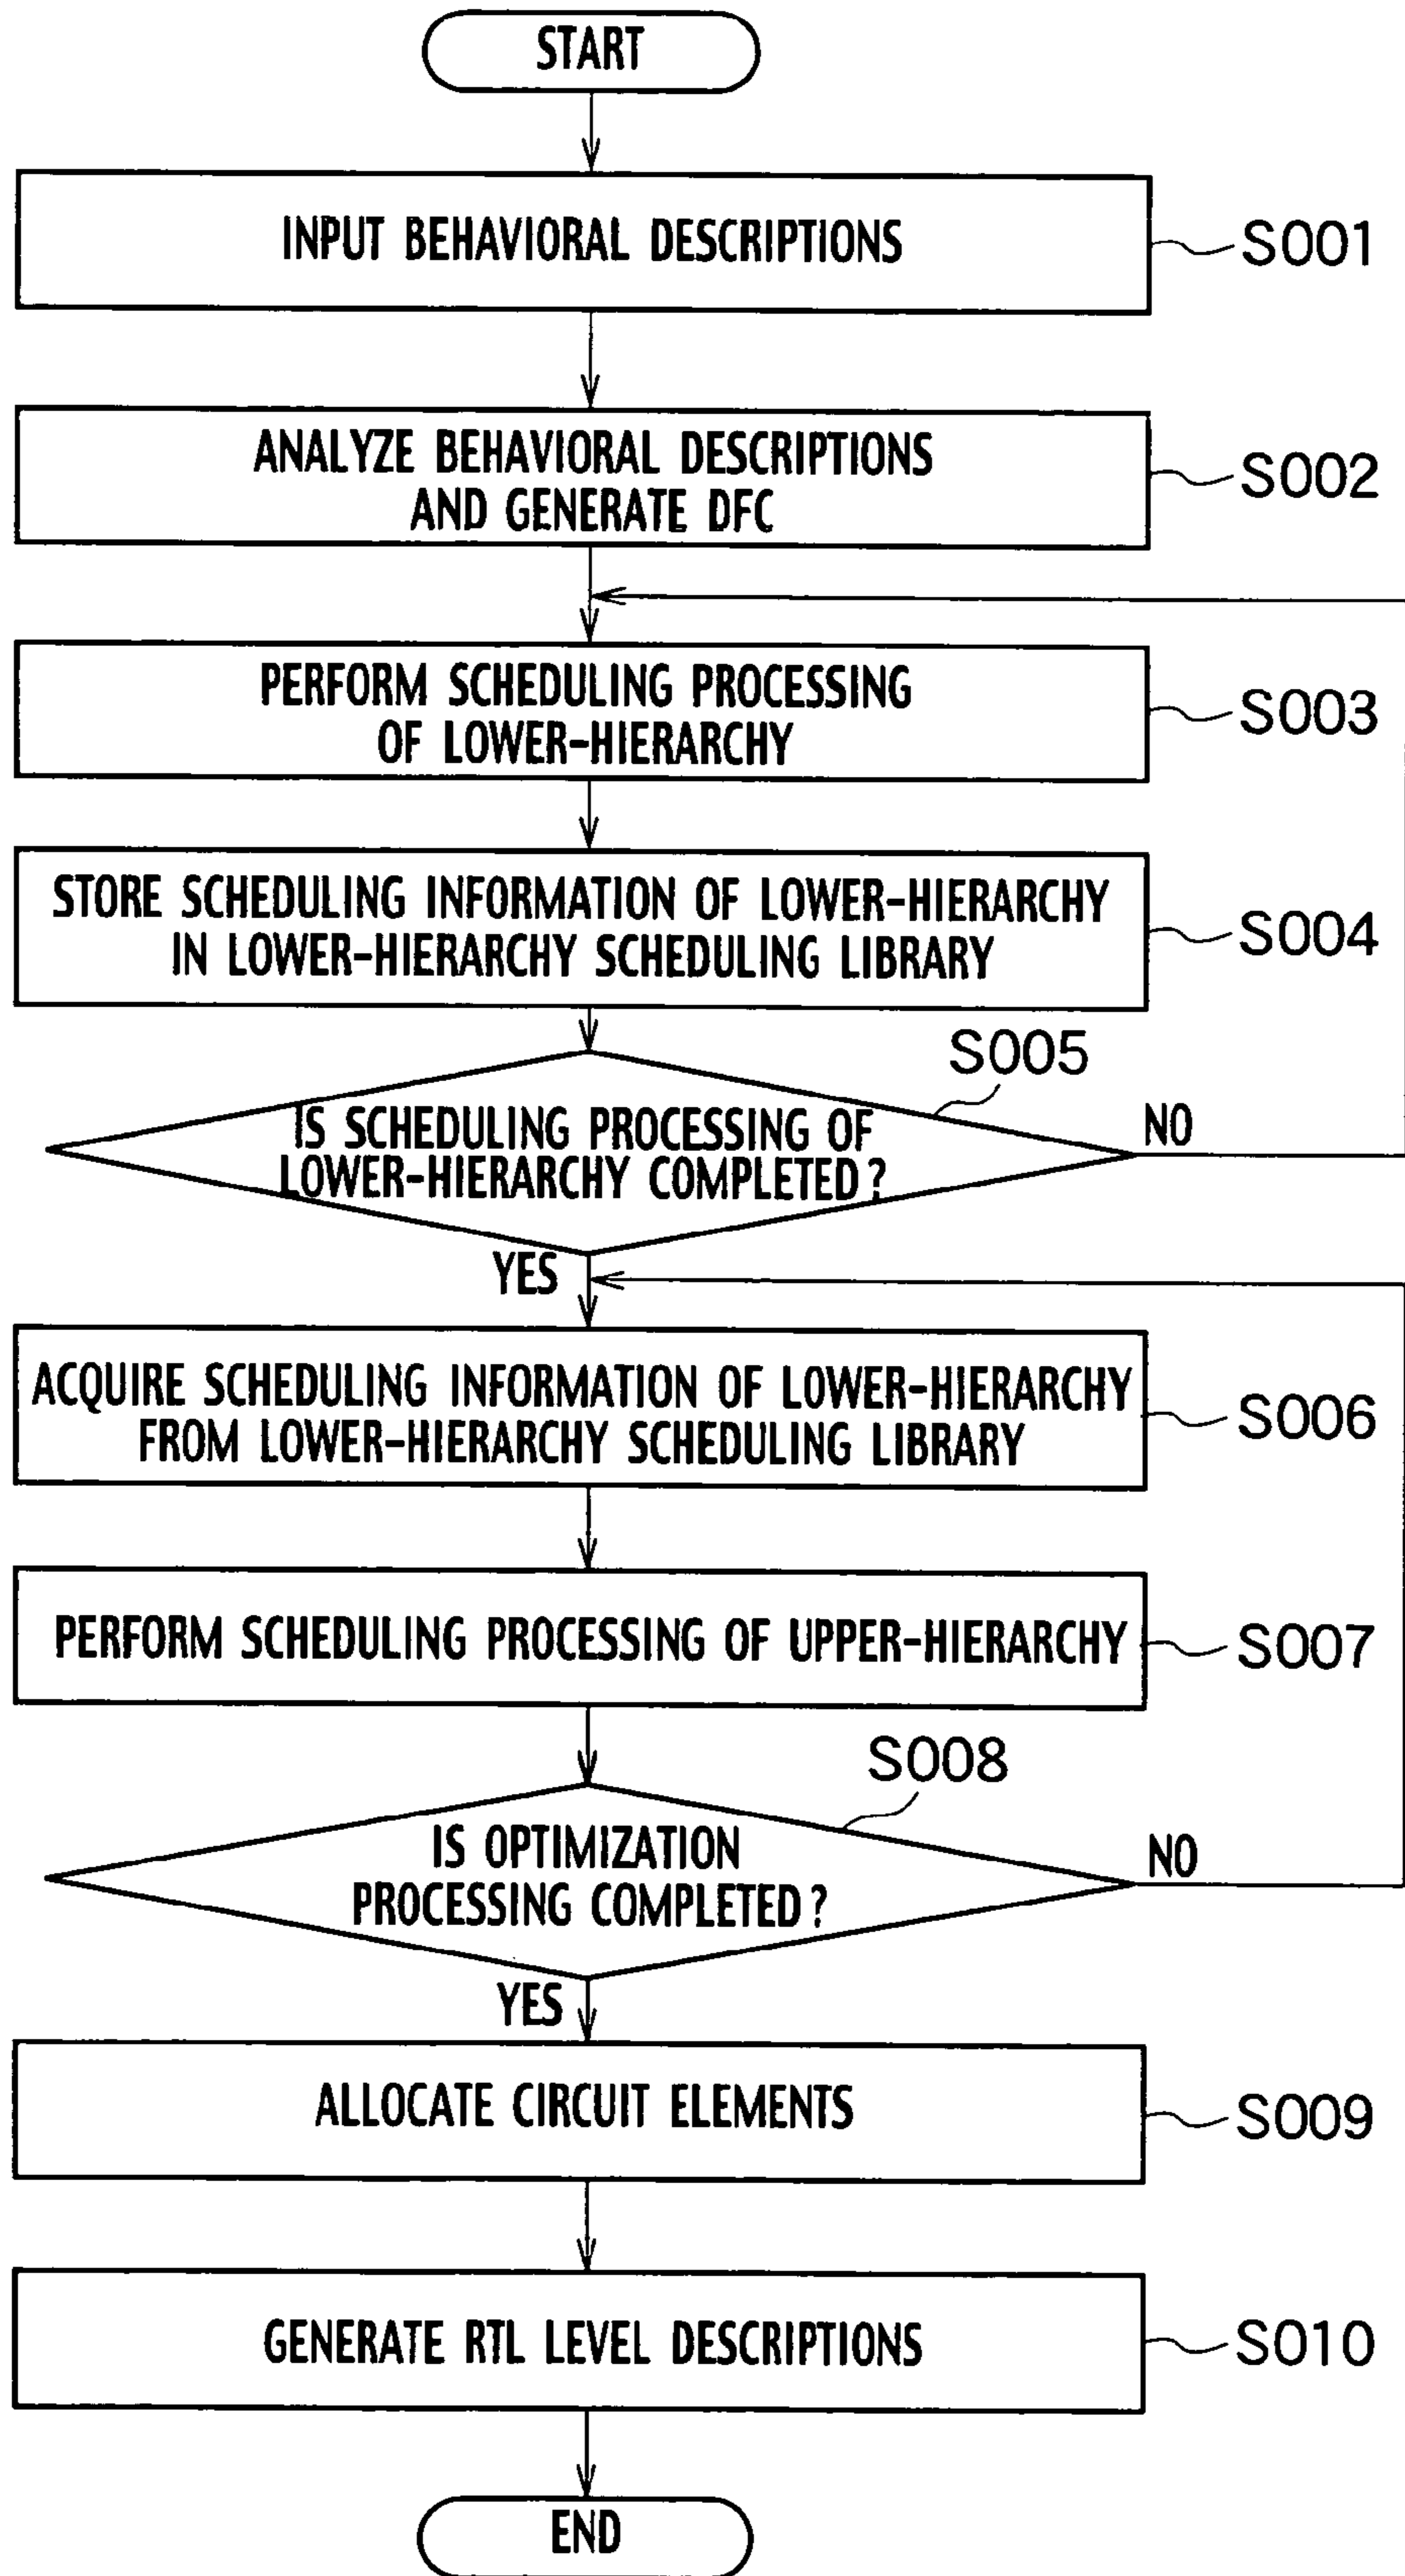 START
INPUT BEHAVIORAL DESCRIPTIONS
S001
ANALYZE BEHAVIORAL DESCRIPTIONS
AND GENERATE DFC
S002
PERFORM SCHEDULING PROCESSING
OF LOWER-HIERARCHY
S003
STORE SCHEDULING INFORMATION OF LOWER-HIERARCHY
IN LOWER-HIERARCHY SCHEDULING LIBRARY
S004
S005
IS SCHEDULING PROCESSING OF
LOWER-HIERARCHY COMPLETED?
NO
YES
ACQUIRE SCHEDULING INFORMATION OF LOWER-HIERARCHY
FROM LOWER-HIERARCHY SCHEDULING LIBRARY
S006
PERFORM SCHEDULING PROCESSING OF UPPER-HIERARCHY
S007
S008
IS OPTIMIZATION
PROCESSING COMPLETED?
NO
YES
ALLOCATE CIRCUIT ELEMENTS
S009
GENERATE RTL LEVEL DESCRIPTIONS
S010
END